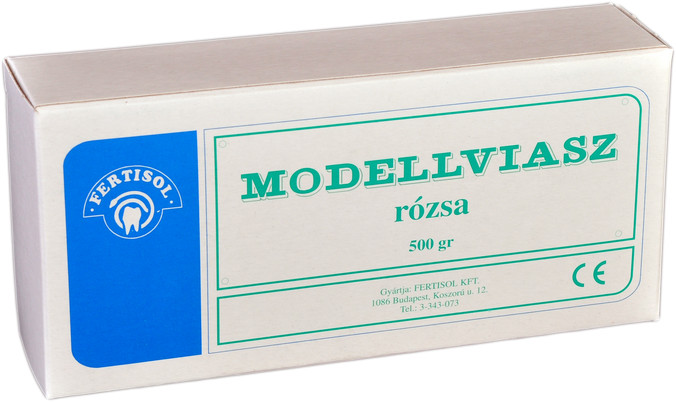 · FERTISOL ·
MODELLVIASZ
rózsa
500 gr
Gyártja: FERTISOL KFT.
1086 Budapest, Koszorú u. 12.
Tel.: 3-343-073
CE